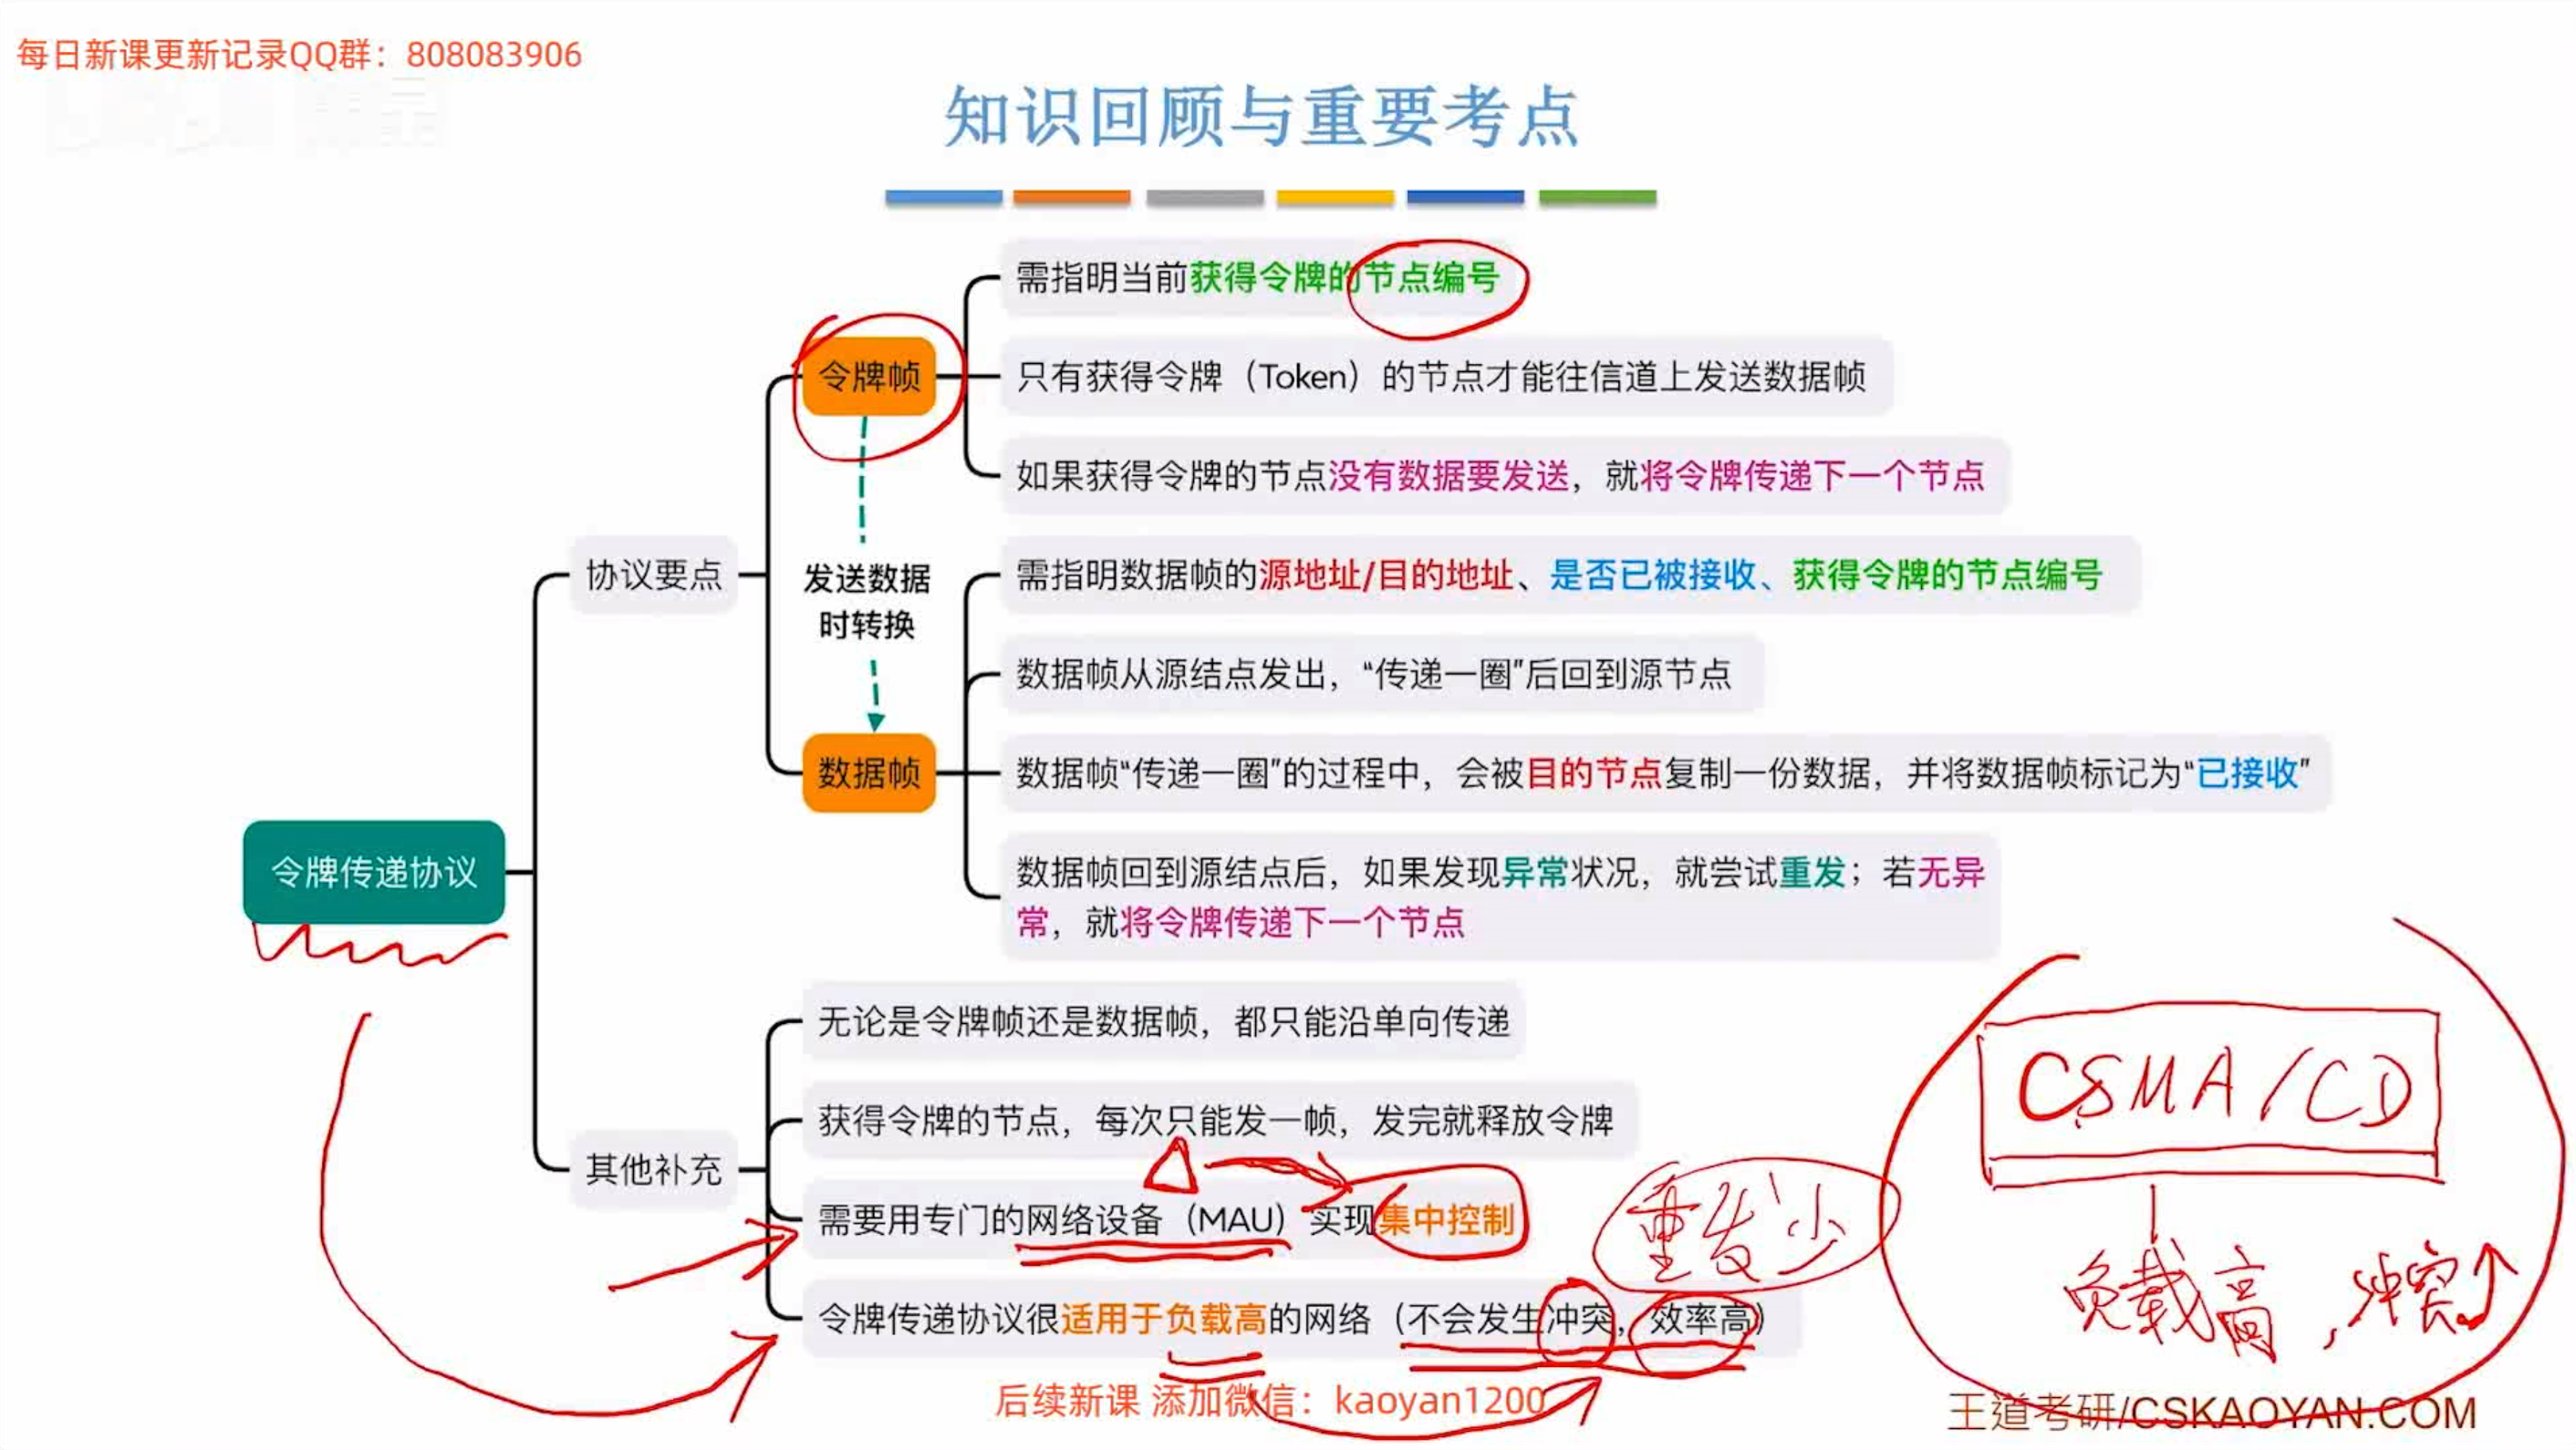 每日新课更新记录QQ群：808083906
知识回顾与重要考点
需指明当前获得令牌的节点编号
令牌帧
只有获得令牌（Token）的节点才能往信道上发送数据帧
如果获得令牌的节点没有数据要发送，就将令牌传递下一个节点
协议要点
发送数据
时转换
需指明数据帧的源地址/目的地址、是否已被接收、获得令牌的节点编号
数据帧从源结点发出，“传递一圈”后回到源节点
数据帧
数据帧“传递一圈”的过程中，会被目的节点复制一份数据，并将数据帧标记为“已接收”
令牌传递协议
数据帧回到源结点后，如果发现异常状况，就尝试重发；若无异
常，就将令牌传递下一个节点
无论是令牌帧还是数据帧，都只能沿单向传递
获得令牌的节点，每次只能发一帧，发完就释放令牌
其他补充
需要用专门的网络设备（MAU）实现集中控制
令牌传递协议很适用于负载高的网络（不会发生冲突，效率高）
CSMA/CD
重发少
负载高，冲突↑
后续新课 添加微信：kaoyan1200
王道考研/CSKAOYAN.COM